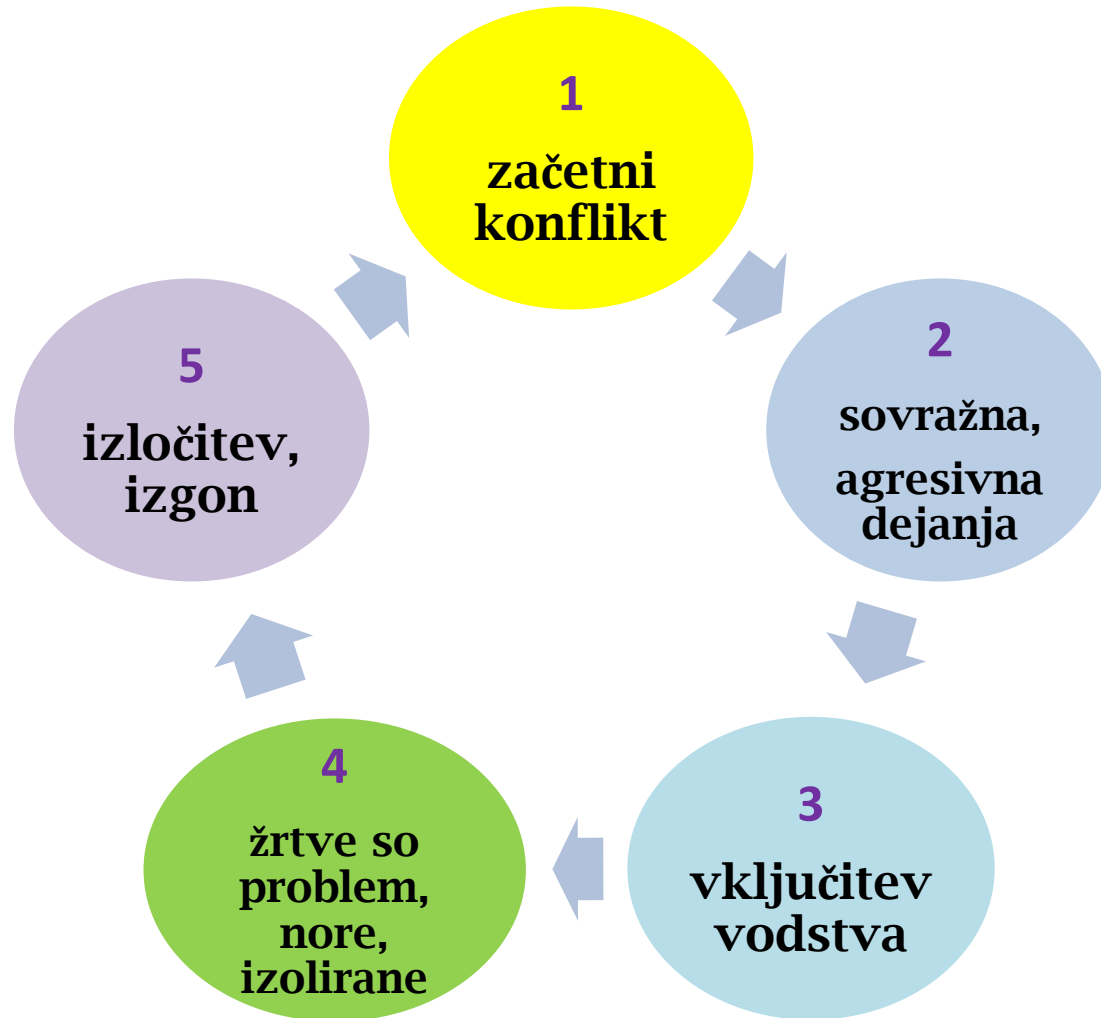 1
začetni
konflikt
2
sovražna,
agresivna
dejanja
3
vključitev
vodstva
4
žrtve so
problem,
nore,
izolirane
5
izločitev,
izgon